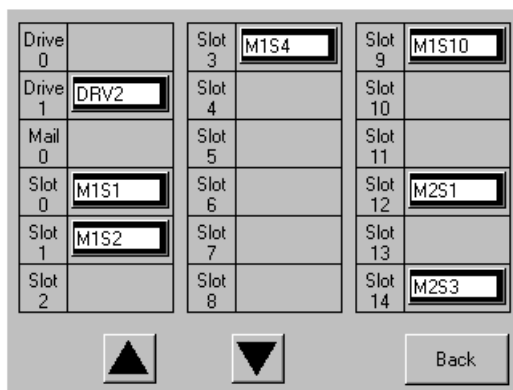 Drive 0
Drive 1 DRV2
Mail 0
Slot 0 M1S1
Slot 1 M1S2
Slot 2
Slot 3 M1S4
Slot 4
Slot 5
Slot 6
Slot 7
Slot 8
Slot 9 M1S10
Slot 10
Slot 11
Slot 12 M2S1
Slot 13
Slot 14 M2S3
Back